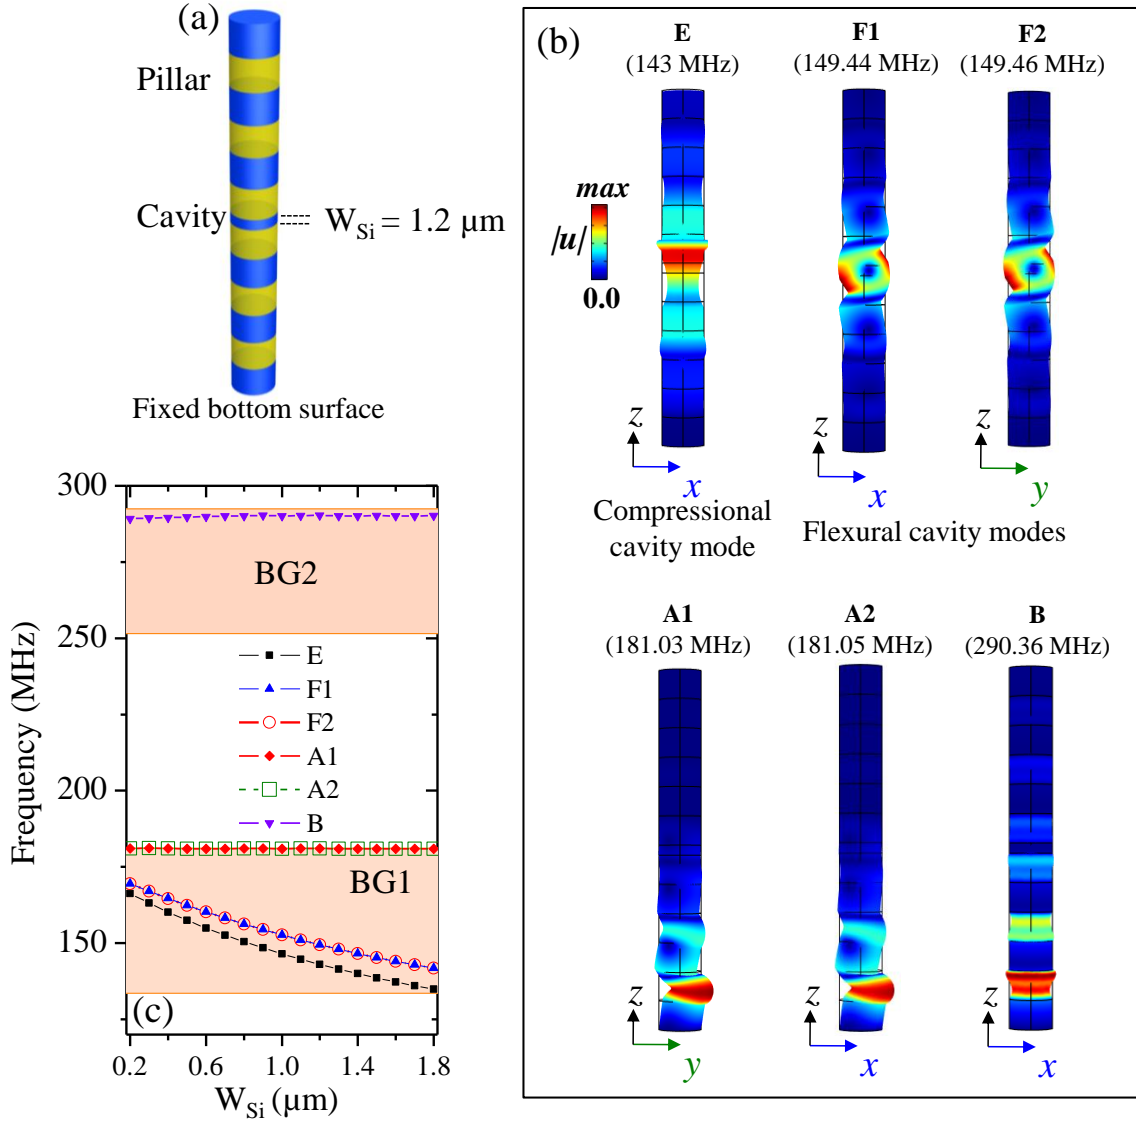 (a)
Pillar
Cavity
W_Si = 1.2 µm
Fixed bottom surface
(b)
E
(143 MHz)
F1
(149.44 MHz)
F2
(149.46 MHz)
max
|u|
0.0
z
x
z
x
z
y
Compressional
cavity mode
Flexural cavity modes
A1
(181.03 MHz)
A2
(181.05 MHz)
B
(290.36 MHz)
z
y
z
x
z
x
Frequency (MHz)
300
250
200
150
BG2
E
F1
F2
A1
A2
B
BG1
(c)
0.2 0.6 1.0 1.4 1.8
W_Si (µm)